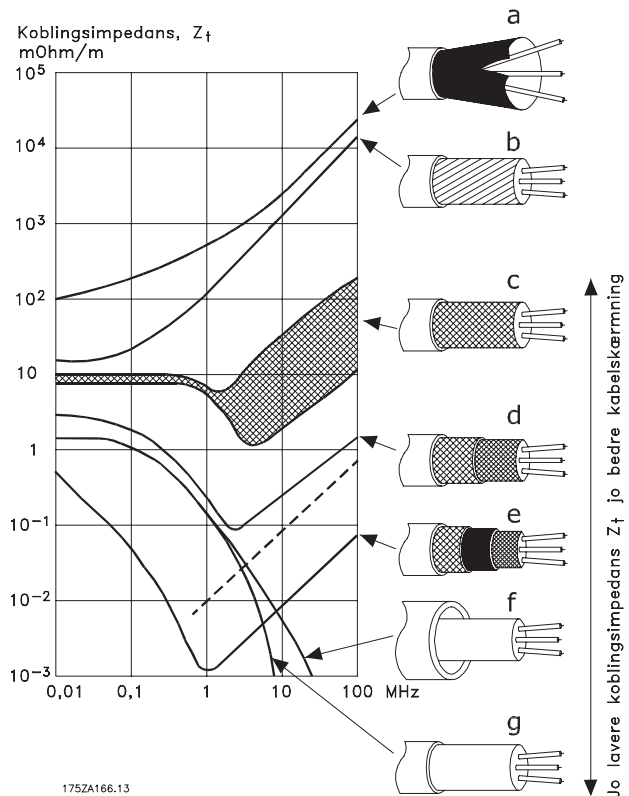 Koblingsimpedans, Zt
mOhm/m
10⁵
10⁴
10³
10²
10
1
10⁻¹
10⁻²
10⁻³
0,01 0,1 1 10 100 MHz
a
b
c
d
e
f
g
Jo lavere koblingsimpedans Zt jo bedre kabelskærmning
175ZA166.13